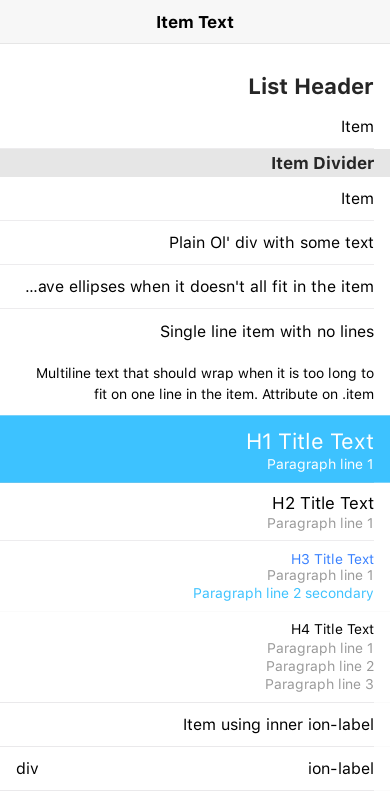 Item Text
List Header
Item
Item Divider
Item
Plain Ol' div with some text
...ave ellipses when it doesn't all fit in the item
Single line item with no lines
Multiline text that should wrap when it is too long to
fit on one line in the item. Attribute on .item
H1 Title Text
Paragraph line 1
H2 Title Text
Paragraph line 1
H3 Title Text
Paragraph line 1
Paragraph line 2 secondary
H4 Title Text
Paragraph line 1
Paragraph line 2
Paragraph line 3
Item using inner ion-label
div ion-label